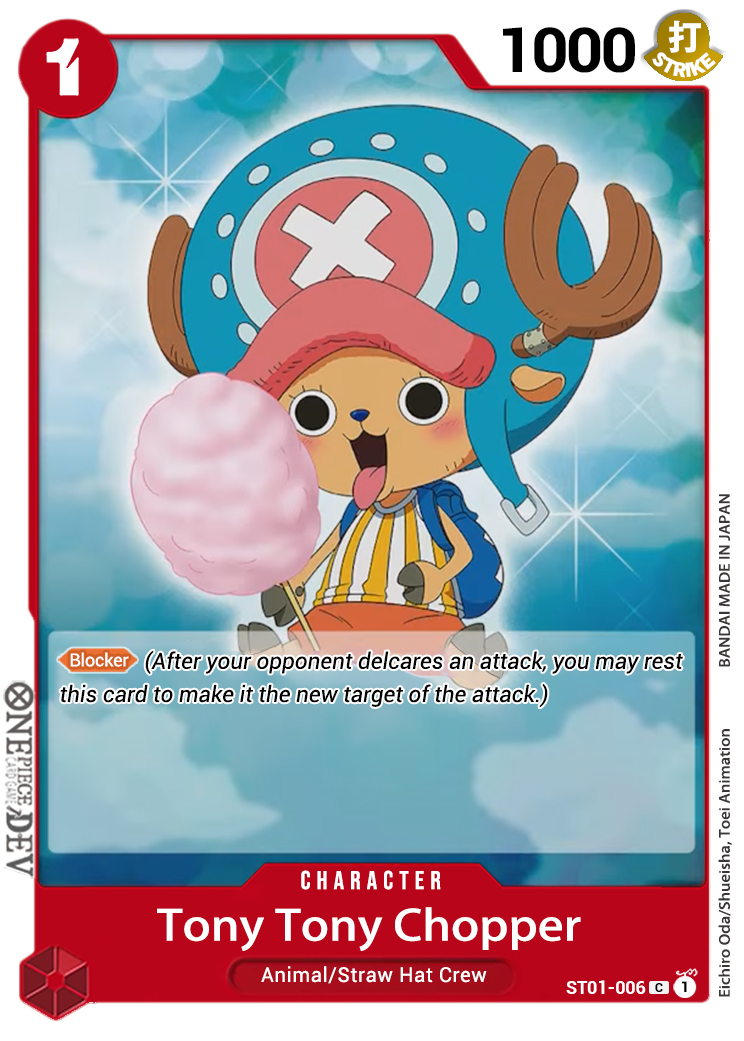 1
1000
打
STRIKE
Blocker (After your opponent delcares an attack, you may rest
this card to make it the new target of the attack.)
ONE PIECE
CARD GAME
DEV
BANDAI MADE IN JAPAN
Eichiro Oda/Shueisha, Toei Animation
CHARACTER
Tony Tony Chopper
Animal/Straw Hat Crew
ST01-006 C 1